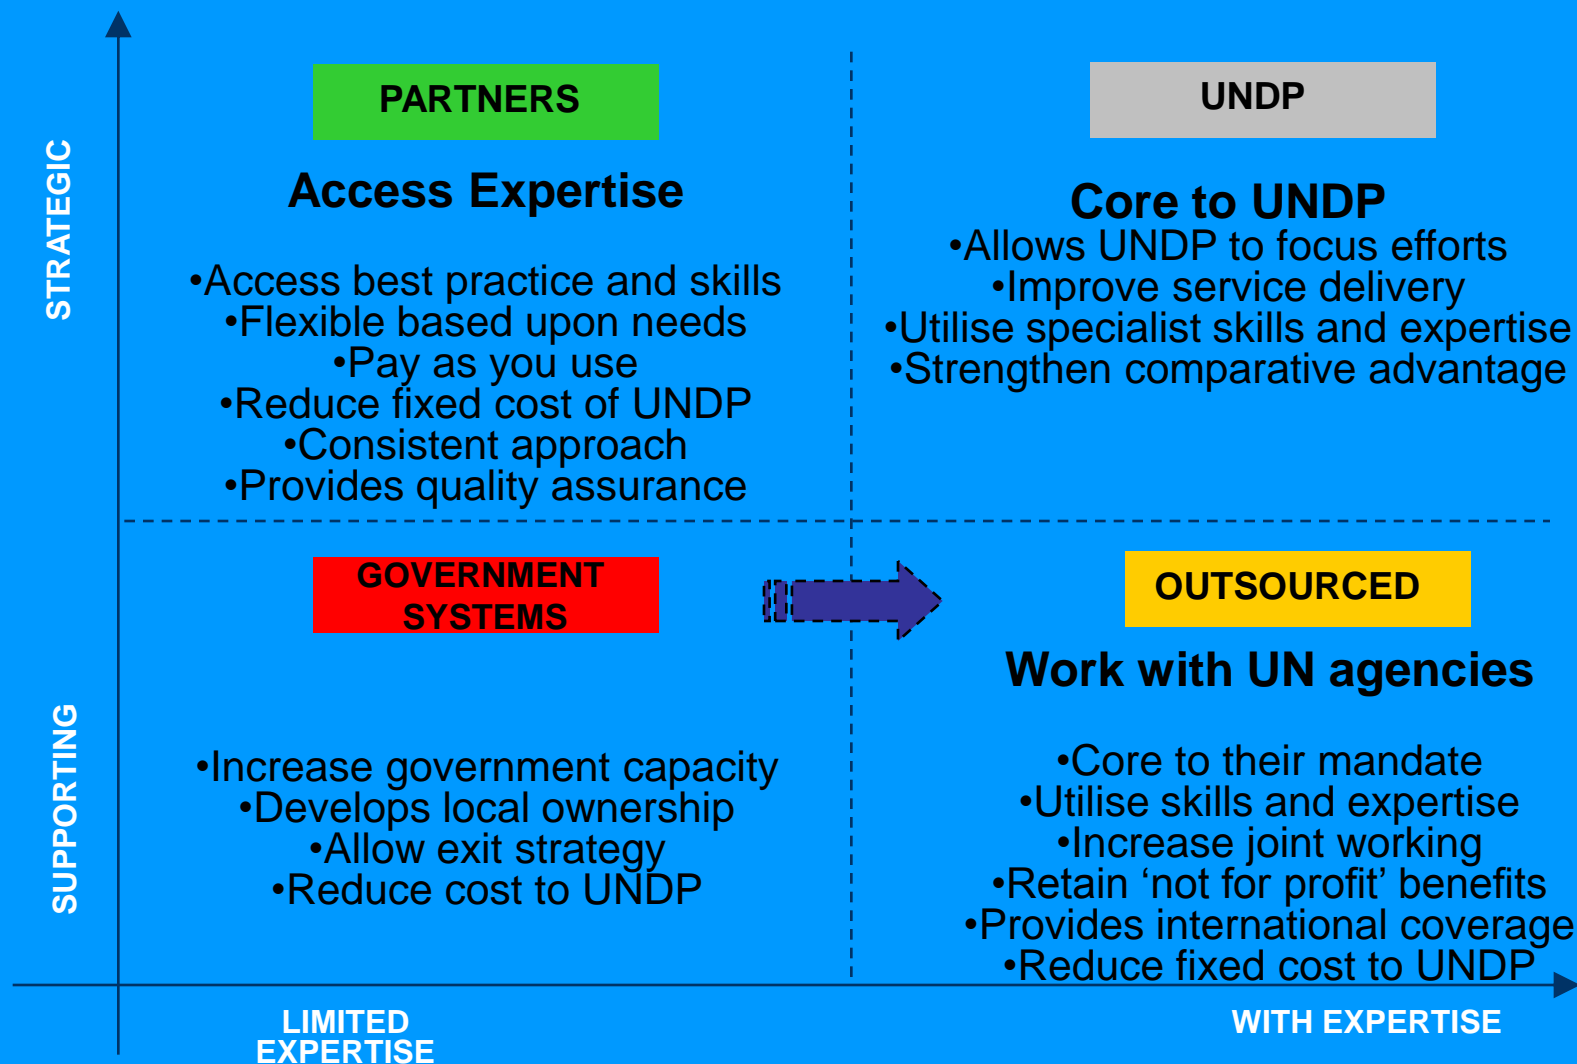 STRATEGIC
PARTNERS
Access Expertise
•Access best practice and skills
•Flexible based upon needs
•Pay as you use
•Reduce fixed cost of UNDP
•Consistent approach
•Provides quality assurance
UNDP
Core to UNDP
•Allows UNDP to focus efforts
•Improve service delivery
•Utilise specialist skills and expertise
•Strengthen comparative advantage
SUPPORTING
GOVERNMENT
SYSTEMS
•Increase government capacity
•Develops local ownership
•Allow exit strategy
•Reduce cost to UNDP
OUTSOURCED
Work with UN agencies
•Core to their mandate
•Utilise skills and expertise
•Increase joint working
•Retain ‘not for profit’ benefits
•Provides international coverage
•Reduce fixed cost to UNDP
LIMITED
EXPERTISE
WITH EXPERTISE